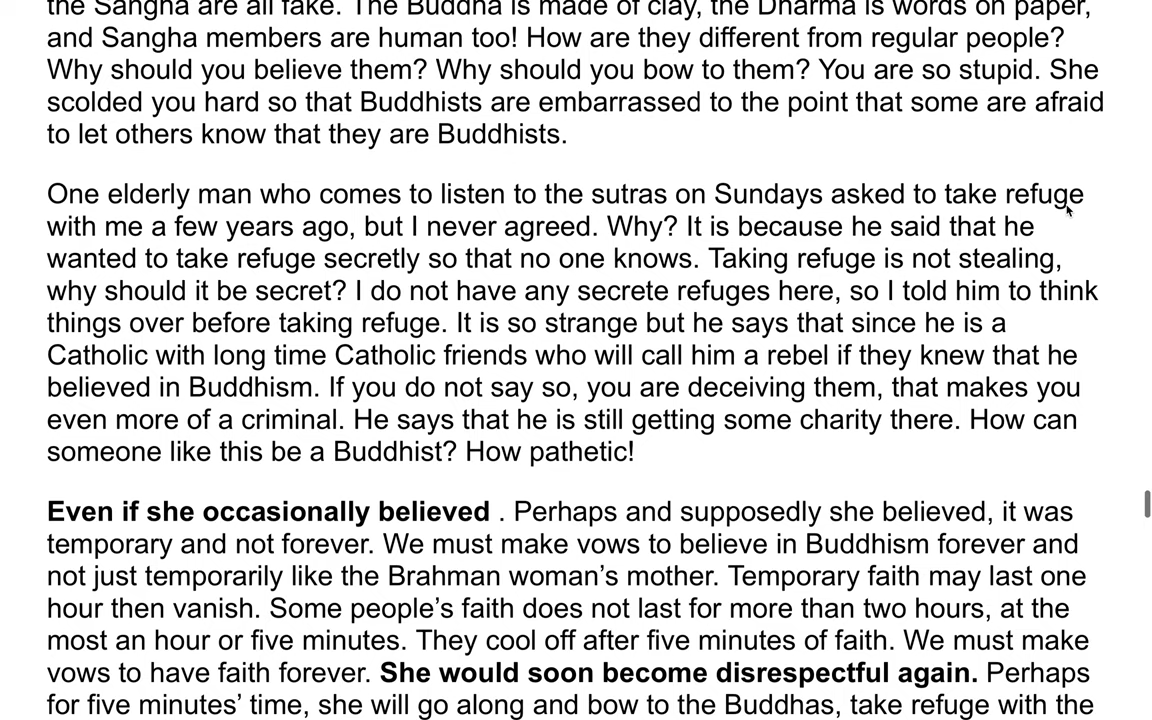 the Sangha are all fake. The Buddha is made of clay, the Dharma is words on paper,
and Sangha members are human too! How are they different from regular people?
Why should you believe them? Why should you bow to them? You are so stupid. She
scolded you hard so that Buddhists are embarrassed to the point that some are afraid
to let others know that they are Buddhists.
One elderly man who comes to listen to the sutras on Sundays asked to take refuge
with me a few years ago, but I never agreed. Why? It is because he said that he
wanted to take refuge secretly so that no one knows. Taking refuge is not stealing,
why should it be secret? I do not have any secrete refuges here, so I told him to think
things over before taking refuge. It is so strange but he says that since he is a
Catholic with long time Catholic friends who will call him a rebel if they knew that he
believed in Buddhism. If you do not say so, you are deceiving them, that makes you
even more of a criminal. He says that he is still getting some charity there. How can
someone like this be a Buddhist? How pathetic!
Even if she occasionally believed . Perhaps and supposedly she believed, it was
temporary and not forever. We must make vows to believe in Buddhism forever and
not just temporarily like the Brahman woman’s mother. Temporary faith may last one
hour then vanish. Some people’s faith does not last for more than two hours, at the
most an hour or five minutes. They cool off after five minutes of faith. We must make
vows to have faith forever. She would soon become disrespectful again. Perhaps
for five minutes’ time, she will go along and bow to the Buddhas, take refuge with the